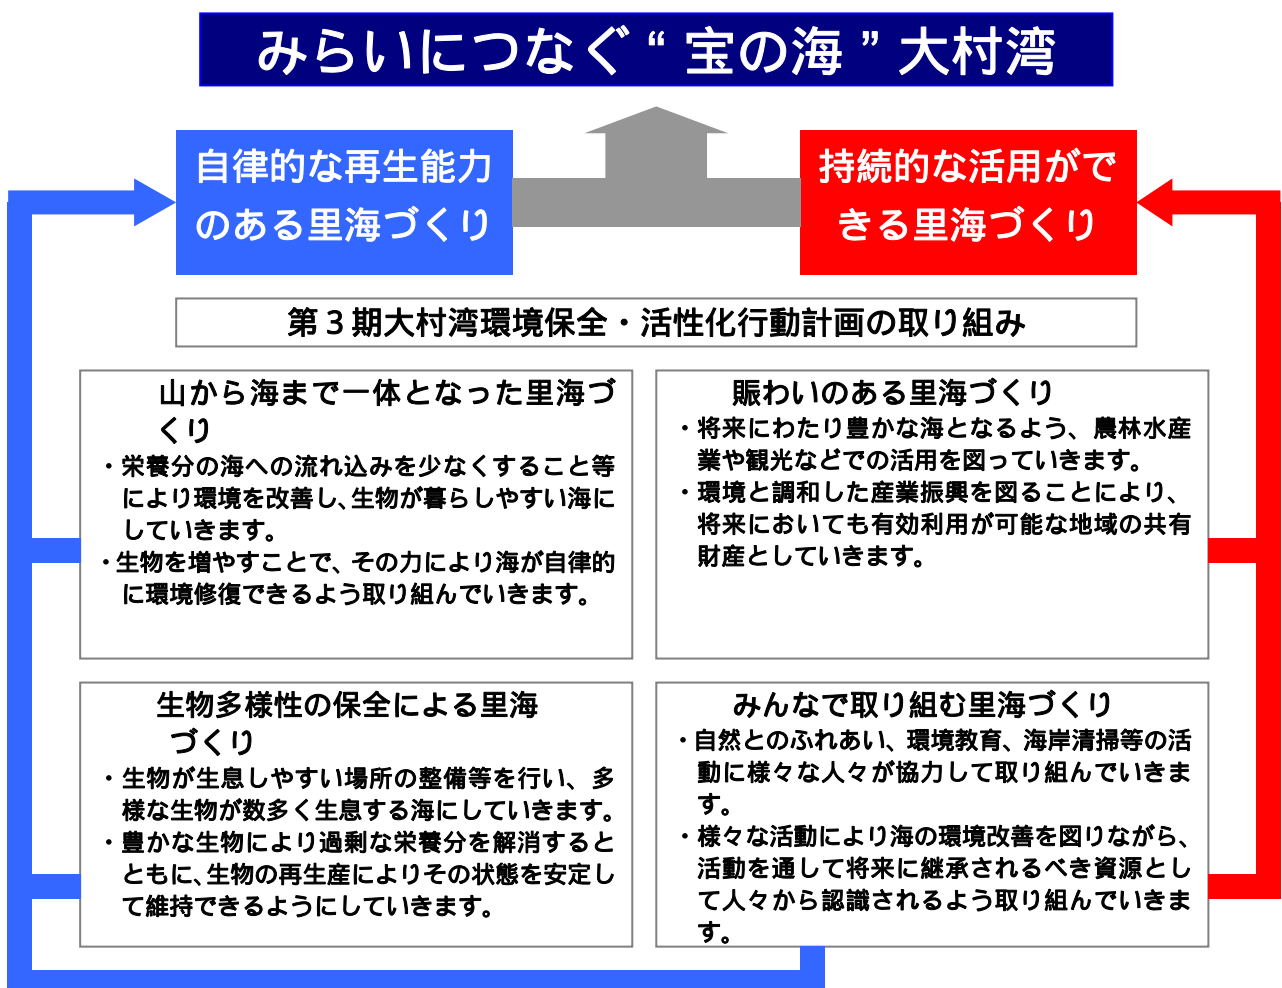 みらいにつなぐ“宝の海”大村湾
自律的な再生能力
のある里海づくり
持続的な活用がで
きる里海づくり
第３期大村湾環境保全・活性化行動計画の取り組み
山から海まで一体となった里海づ
くり
・栄養分の海への流れ込みを少なくすること等
により環境を改善し、生物が暮らしやすい海に
していきます。
・生物を増やすことで、その力により海が自律的
に環境修復できるよう取り組んでいきます。
賑わいのある里海づくり
・将来にわたり豊かな海となるよう、農林水産
業や観光などでの活用を図っていきます。
・環境と調和した産業振興を図ることにより、
将来においても有効利用が可能な地域の共有
財産としていきます。
生物多様性の保全による里海
づくり
・生物が生息しやすい場所の整備等を行い、多
様な生物が数多く生息する海にしていきます。
・豊かな生物により過剰な栄養分を解消すると
ともに、生物の再生産によりその状態を安定し
て維持できるようにしていきます。
みんなで取り組む里海づくり
・自然とのふれあい、環境教育、海岸清掃等の活
動に様々な人々が協力して取り組んでいきま
す。
・様々な活動により海の環境改善を図りながら、
活動を通して将来に継承されるべき資源とし
て人々から認識されるよう取り組んでいきま
す。